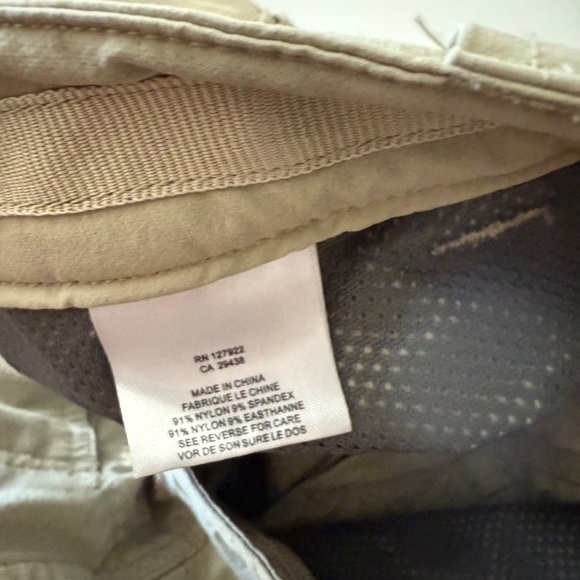 RN 127922
CA 29438
MADE IN CHINA
FABRIQUE LE CHINE
91% NYLON 9% SPANDEX
91% NYLON 9% EASTHANNE
SEE REVERSE FOR CARE
VOR DE SON SURE LE DOS